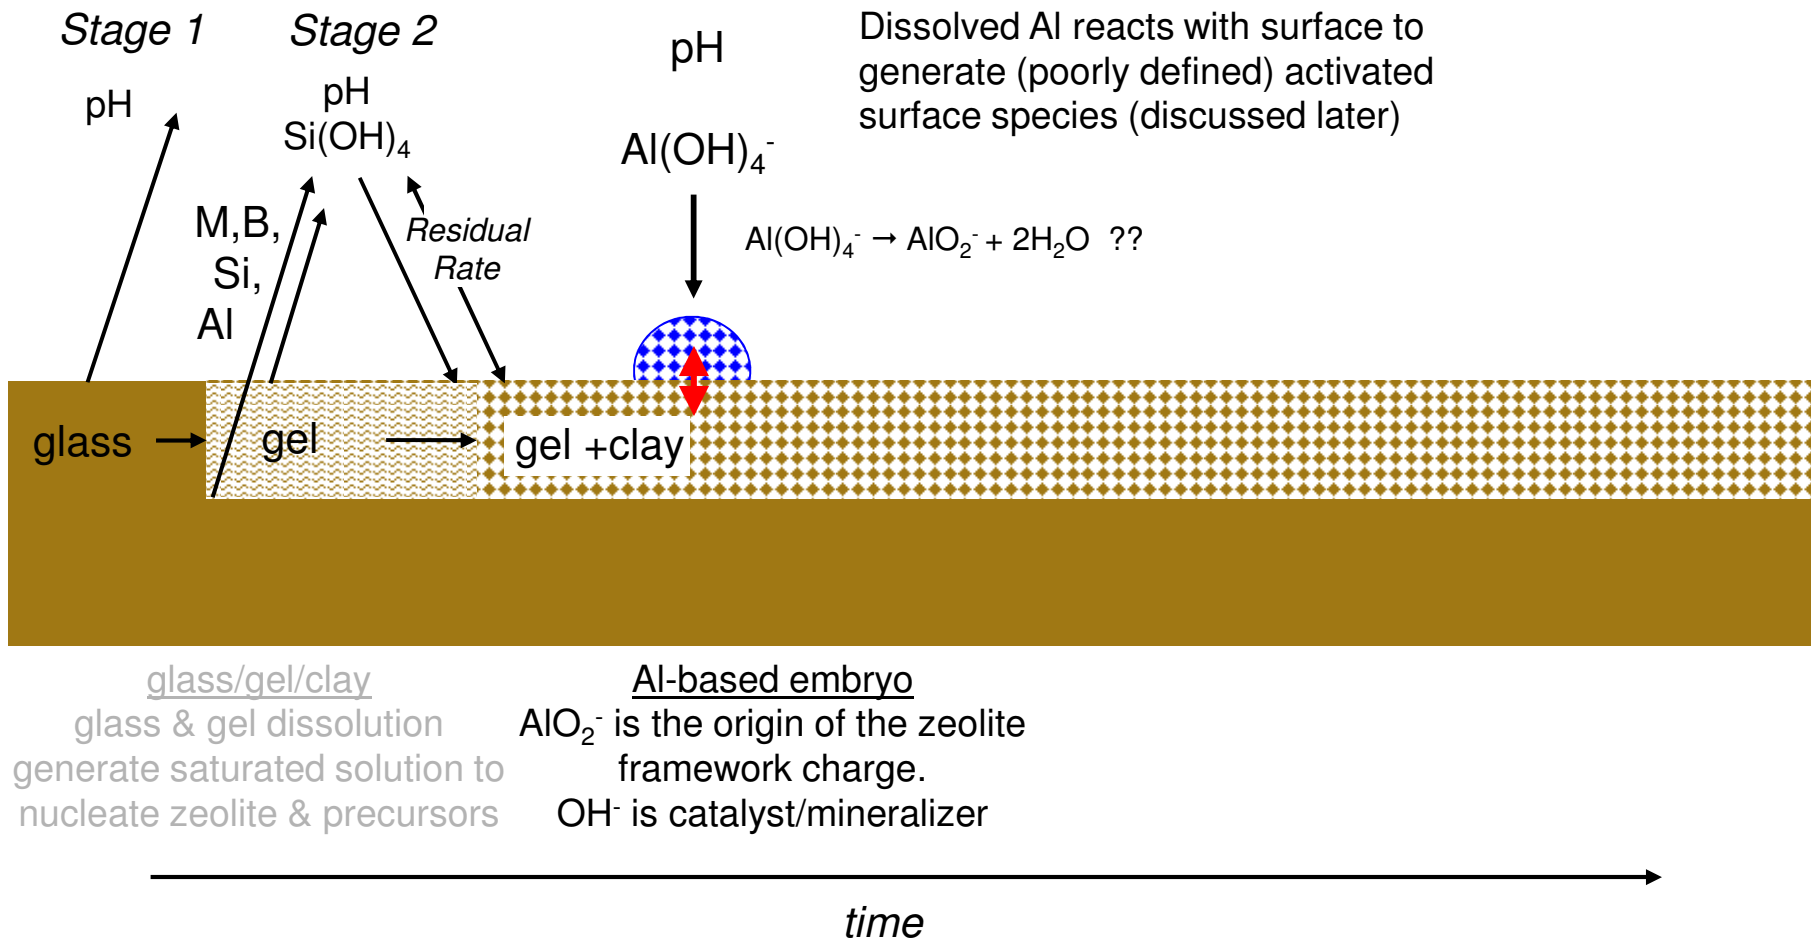 Stage 1
pH
Stage 2
pH
Si(OH)₄
M,B,
Si,
Al
Residual
Rate
pH
Al(OH)₄⁻
Al(OH)₄⁻ → AlO₂⁻ + 2H₂O ??
Dissolved Al reacts with surface to
generate (poorly defined) activated
surface species (discussed later)
glass
gel
gel +clay
glass/gel/clay
glass & gel dissolution
generate saturated solution to
nucleate zeolite & precursors
Al-based embryo
AlO₂⁻ is the origin of the zeolite
framework charge.
OH⁻ is catalyst/mineralizer
time